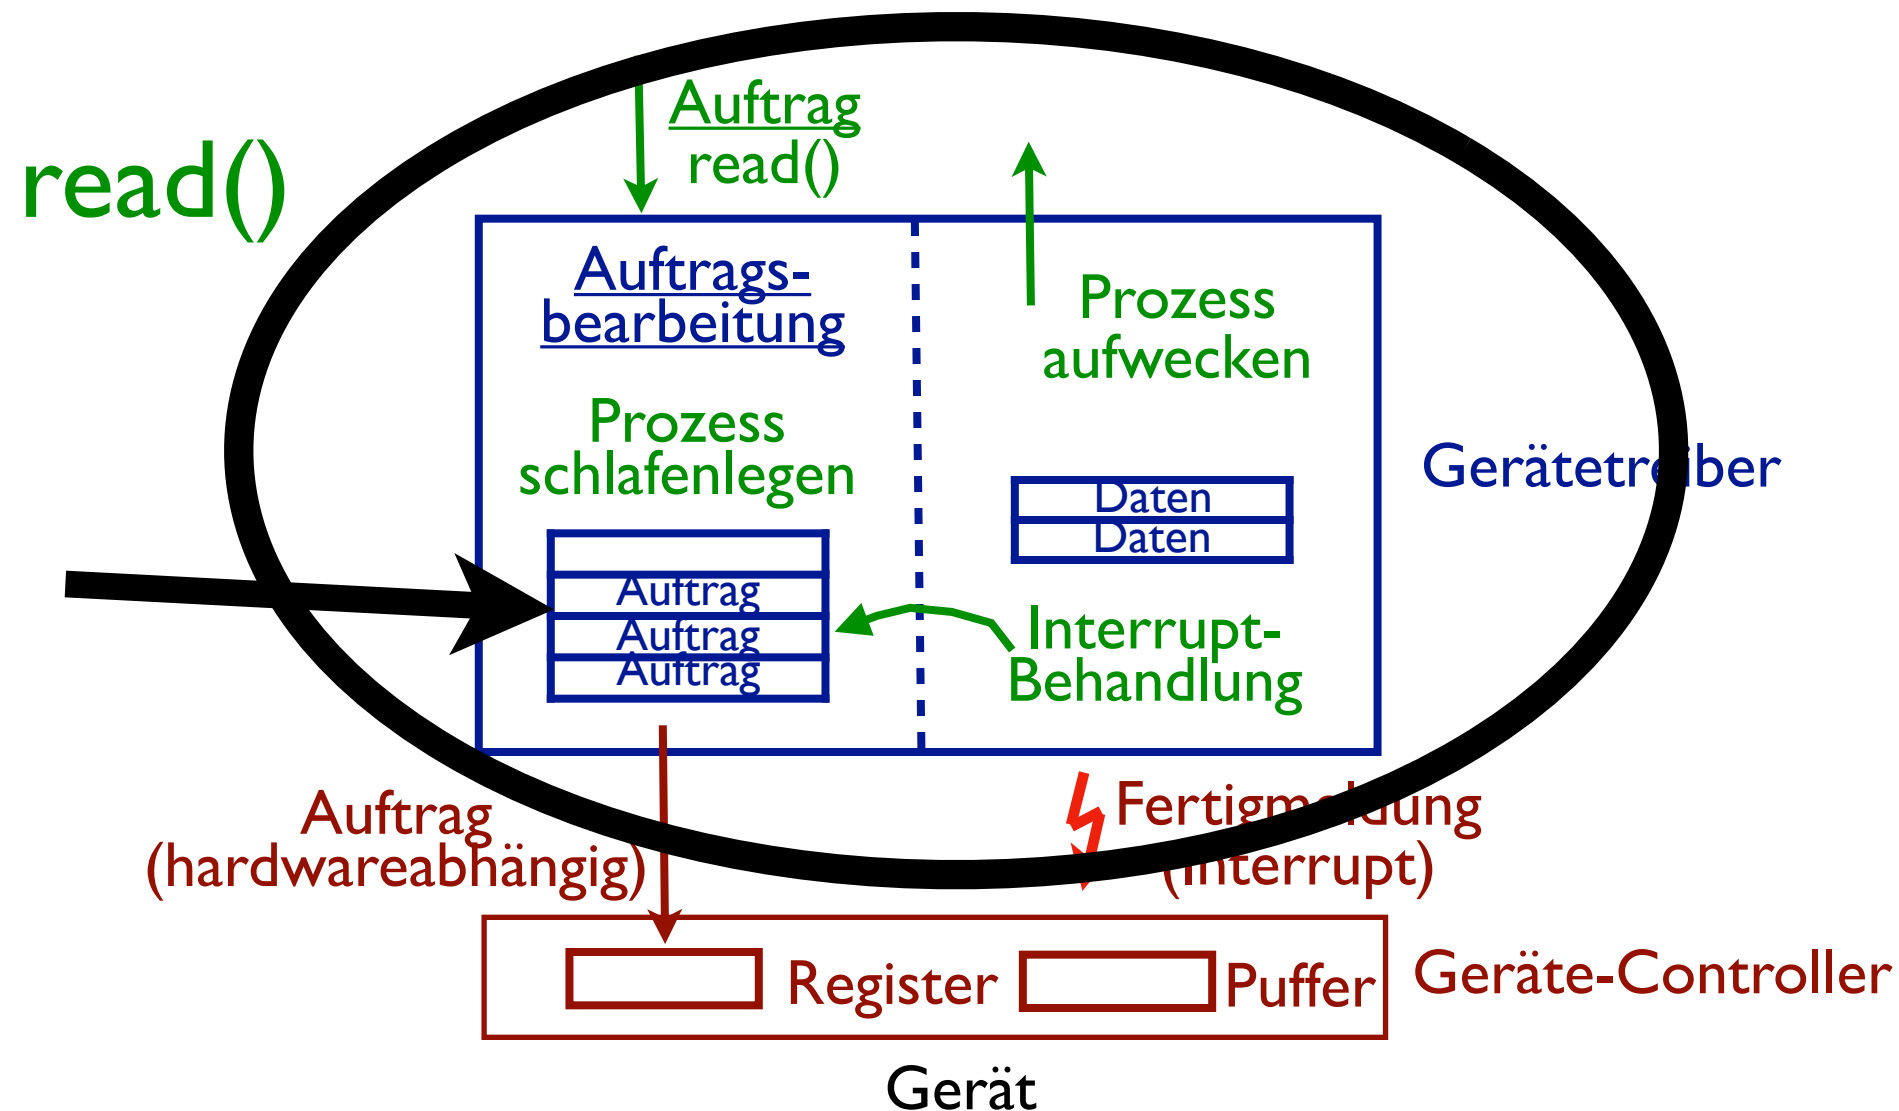 read()
Auftrag
read()
Auftrags-
bearbeitung
Prozess
schlafenlegen
Auftrag
Auftrag
Auftrag
Prozess
aufwecken
Daten
Daten
Interrupt-
Behandlung
Gerätetreiber
Auftrag
(hardwareabhängig)
Fertigmeldung
(Interrupt)
Register
Puffer
Geräte-Controller
Gerät